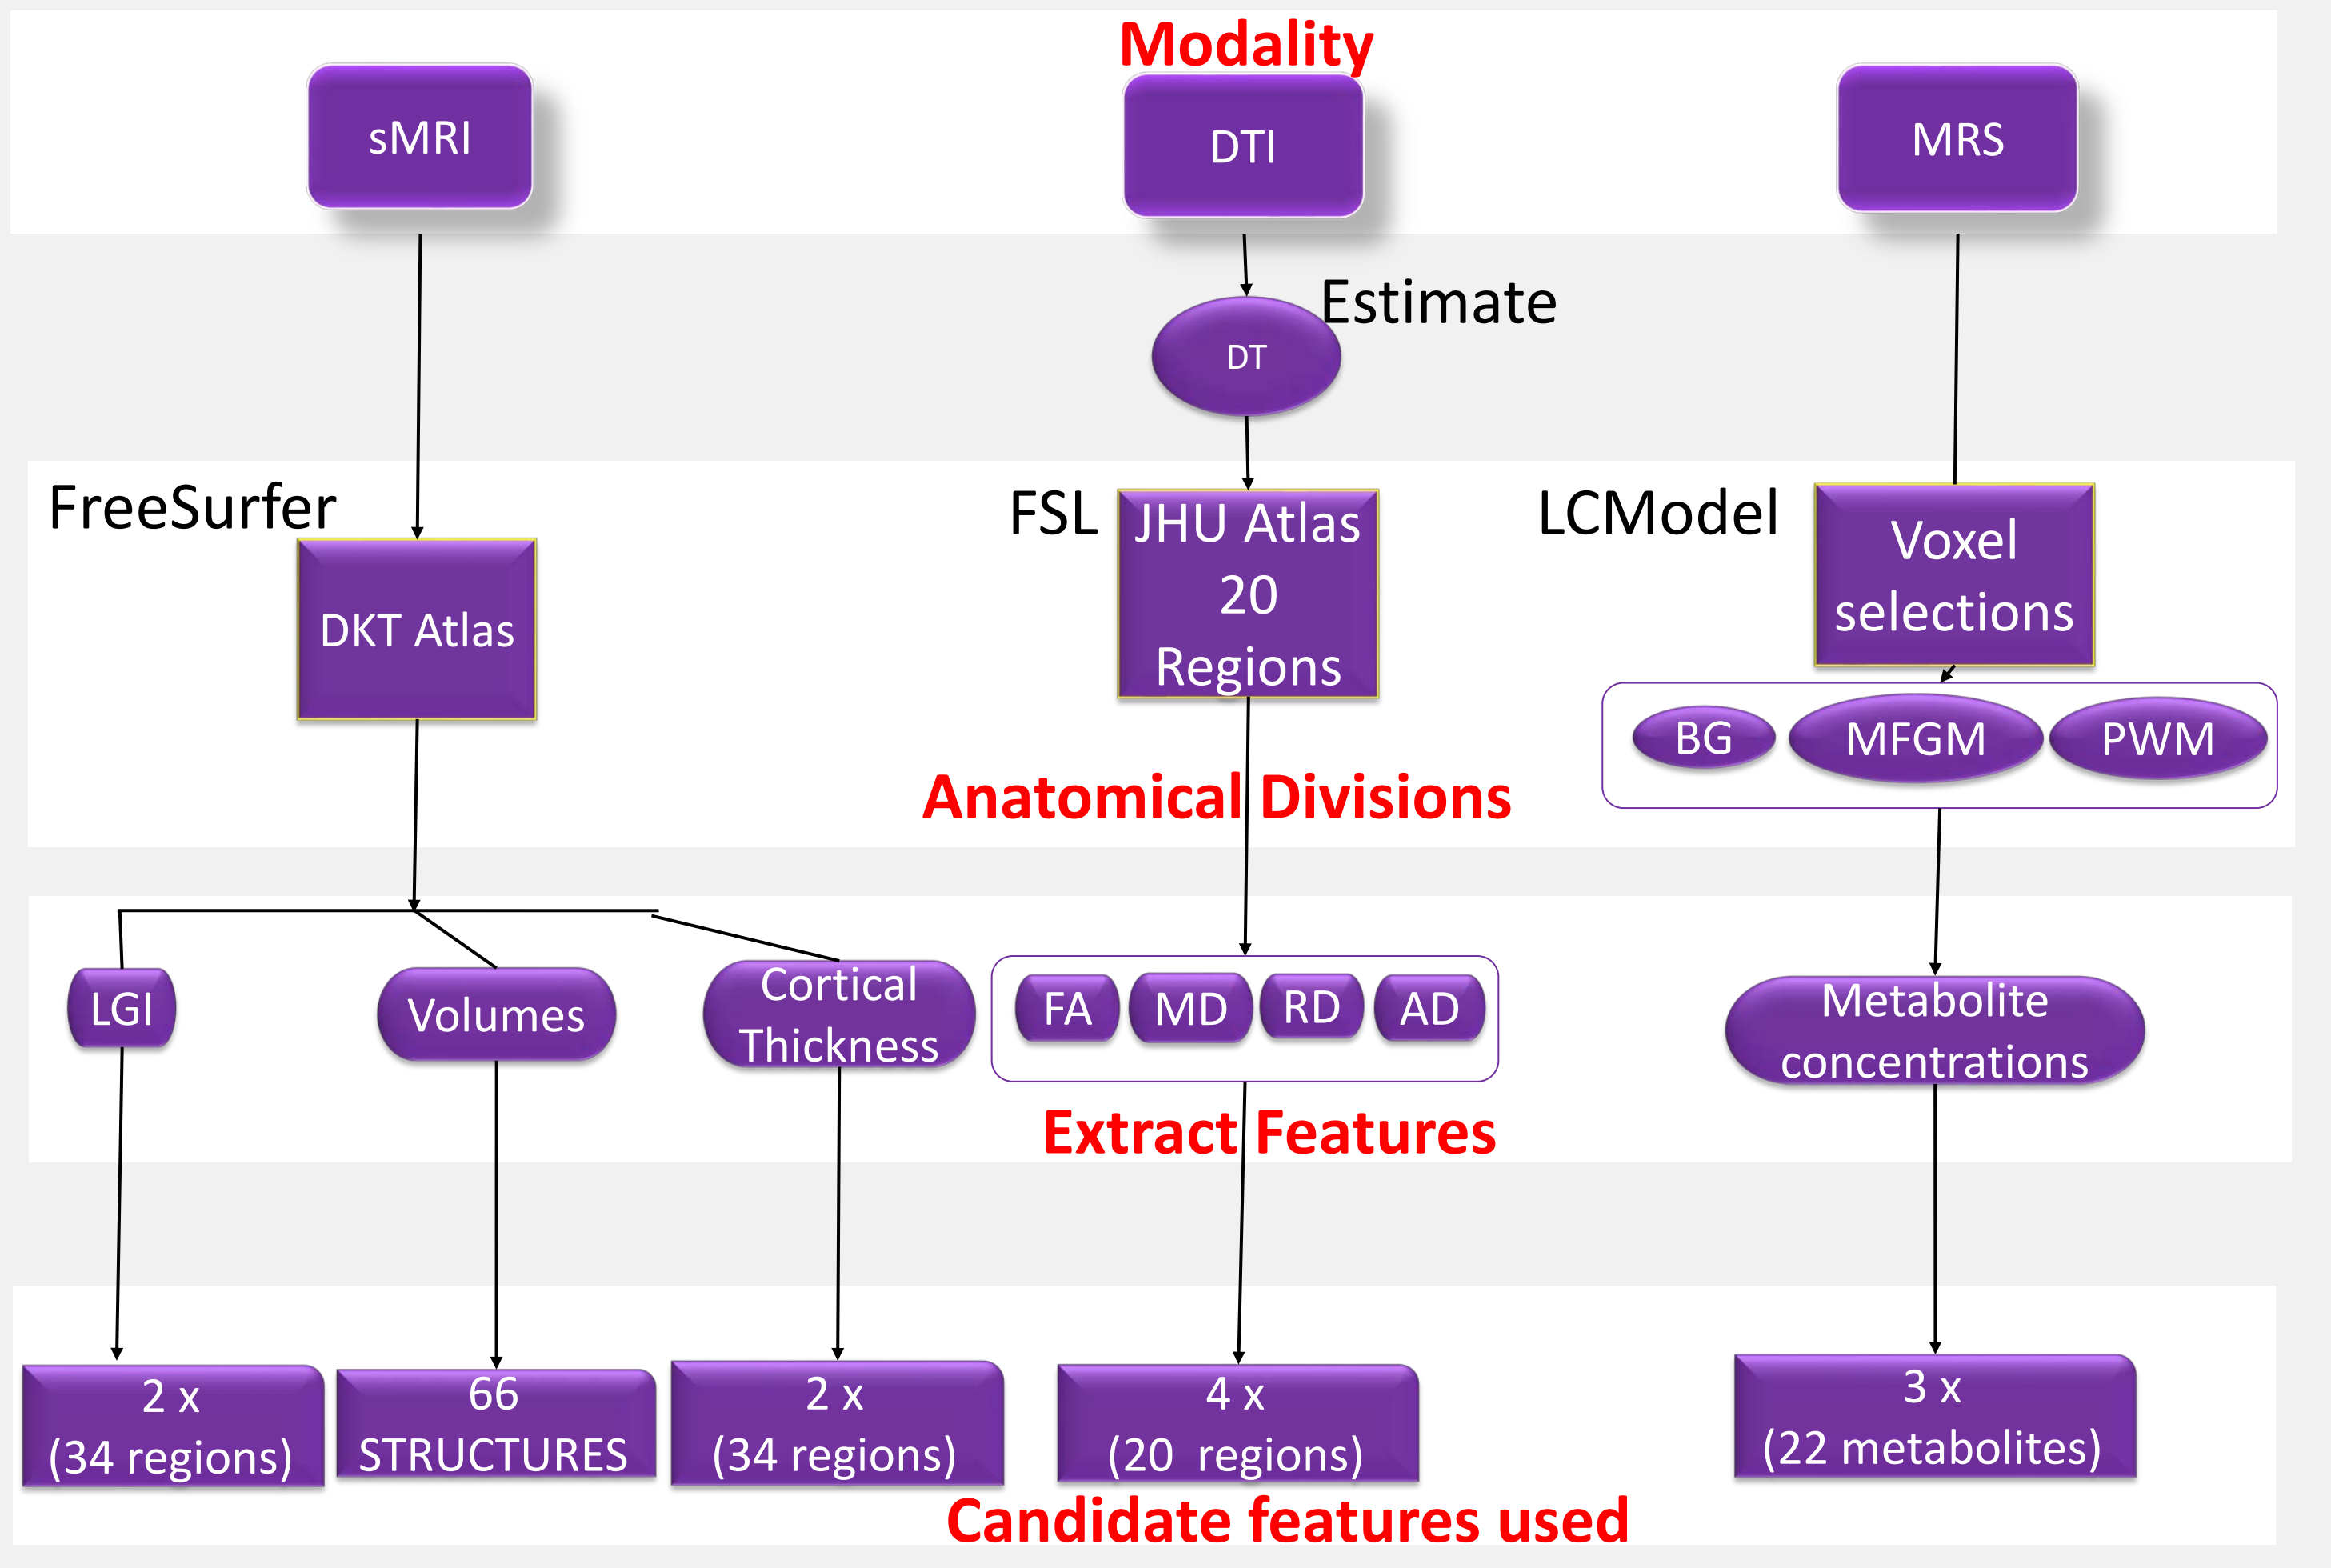 Modality
sMRI
DTI
MRS
Estimate
DT
FreeSurfer
DKT Atlas
FSL
JHU Atlas
20
Regions
LCModel
Voxel
selections
BG
MFGM
PWM
Anatomical Divisions
LGI
Volumes
Cortical
Thickness
FA
MD
RD
AD
Metabolite
concentrations
Extract Features
2 x
(34 regions)
66
STRUCTURES
2 x
(34 regions)
4 x
(20 regions)
3 x
(22 metabolites)
Candidate features used